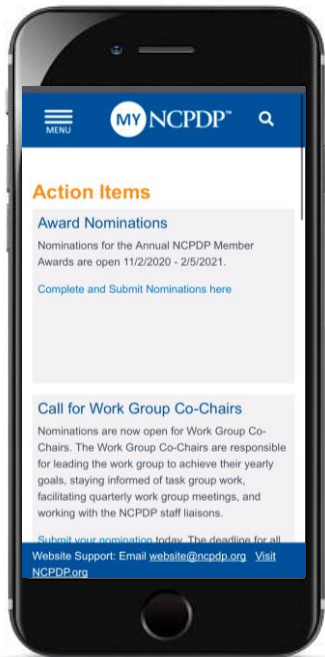 MENU
MY NCPDP™
Action Items
Award Nominations
Nominations for the Annual NCPDP Member
Awards are open 11/2/2020 - 2/5/2021.
Complete and Submit Nominations here
Call for Work Group Co-Chairs
Nominations are now open for Work Group Co-
Chairs. The Work Group Co-Chairs are responsible
for leading the work group to achieve their yearly
goals, staying informed of task group work,
facilitating quarterly work group meetings, and
working with the NCPDP staff liaisons.
Submit your nomination today. The deadline for all
Website Support: Email website@ncpdp.org Visit
NCPDP.org